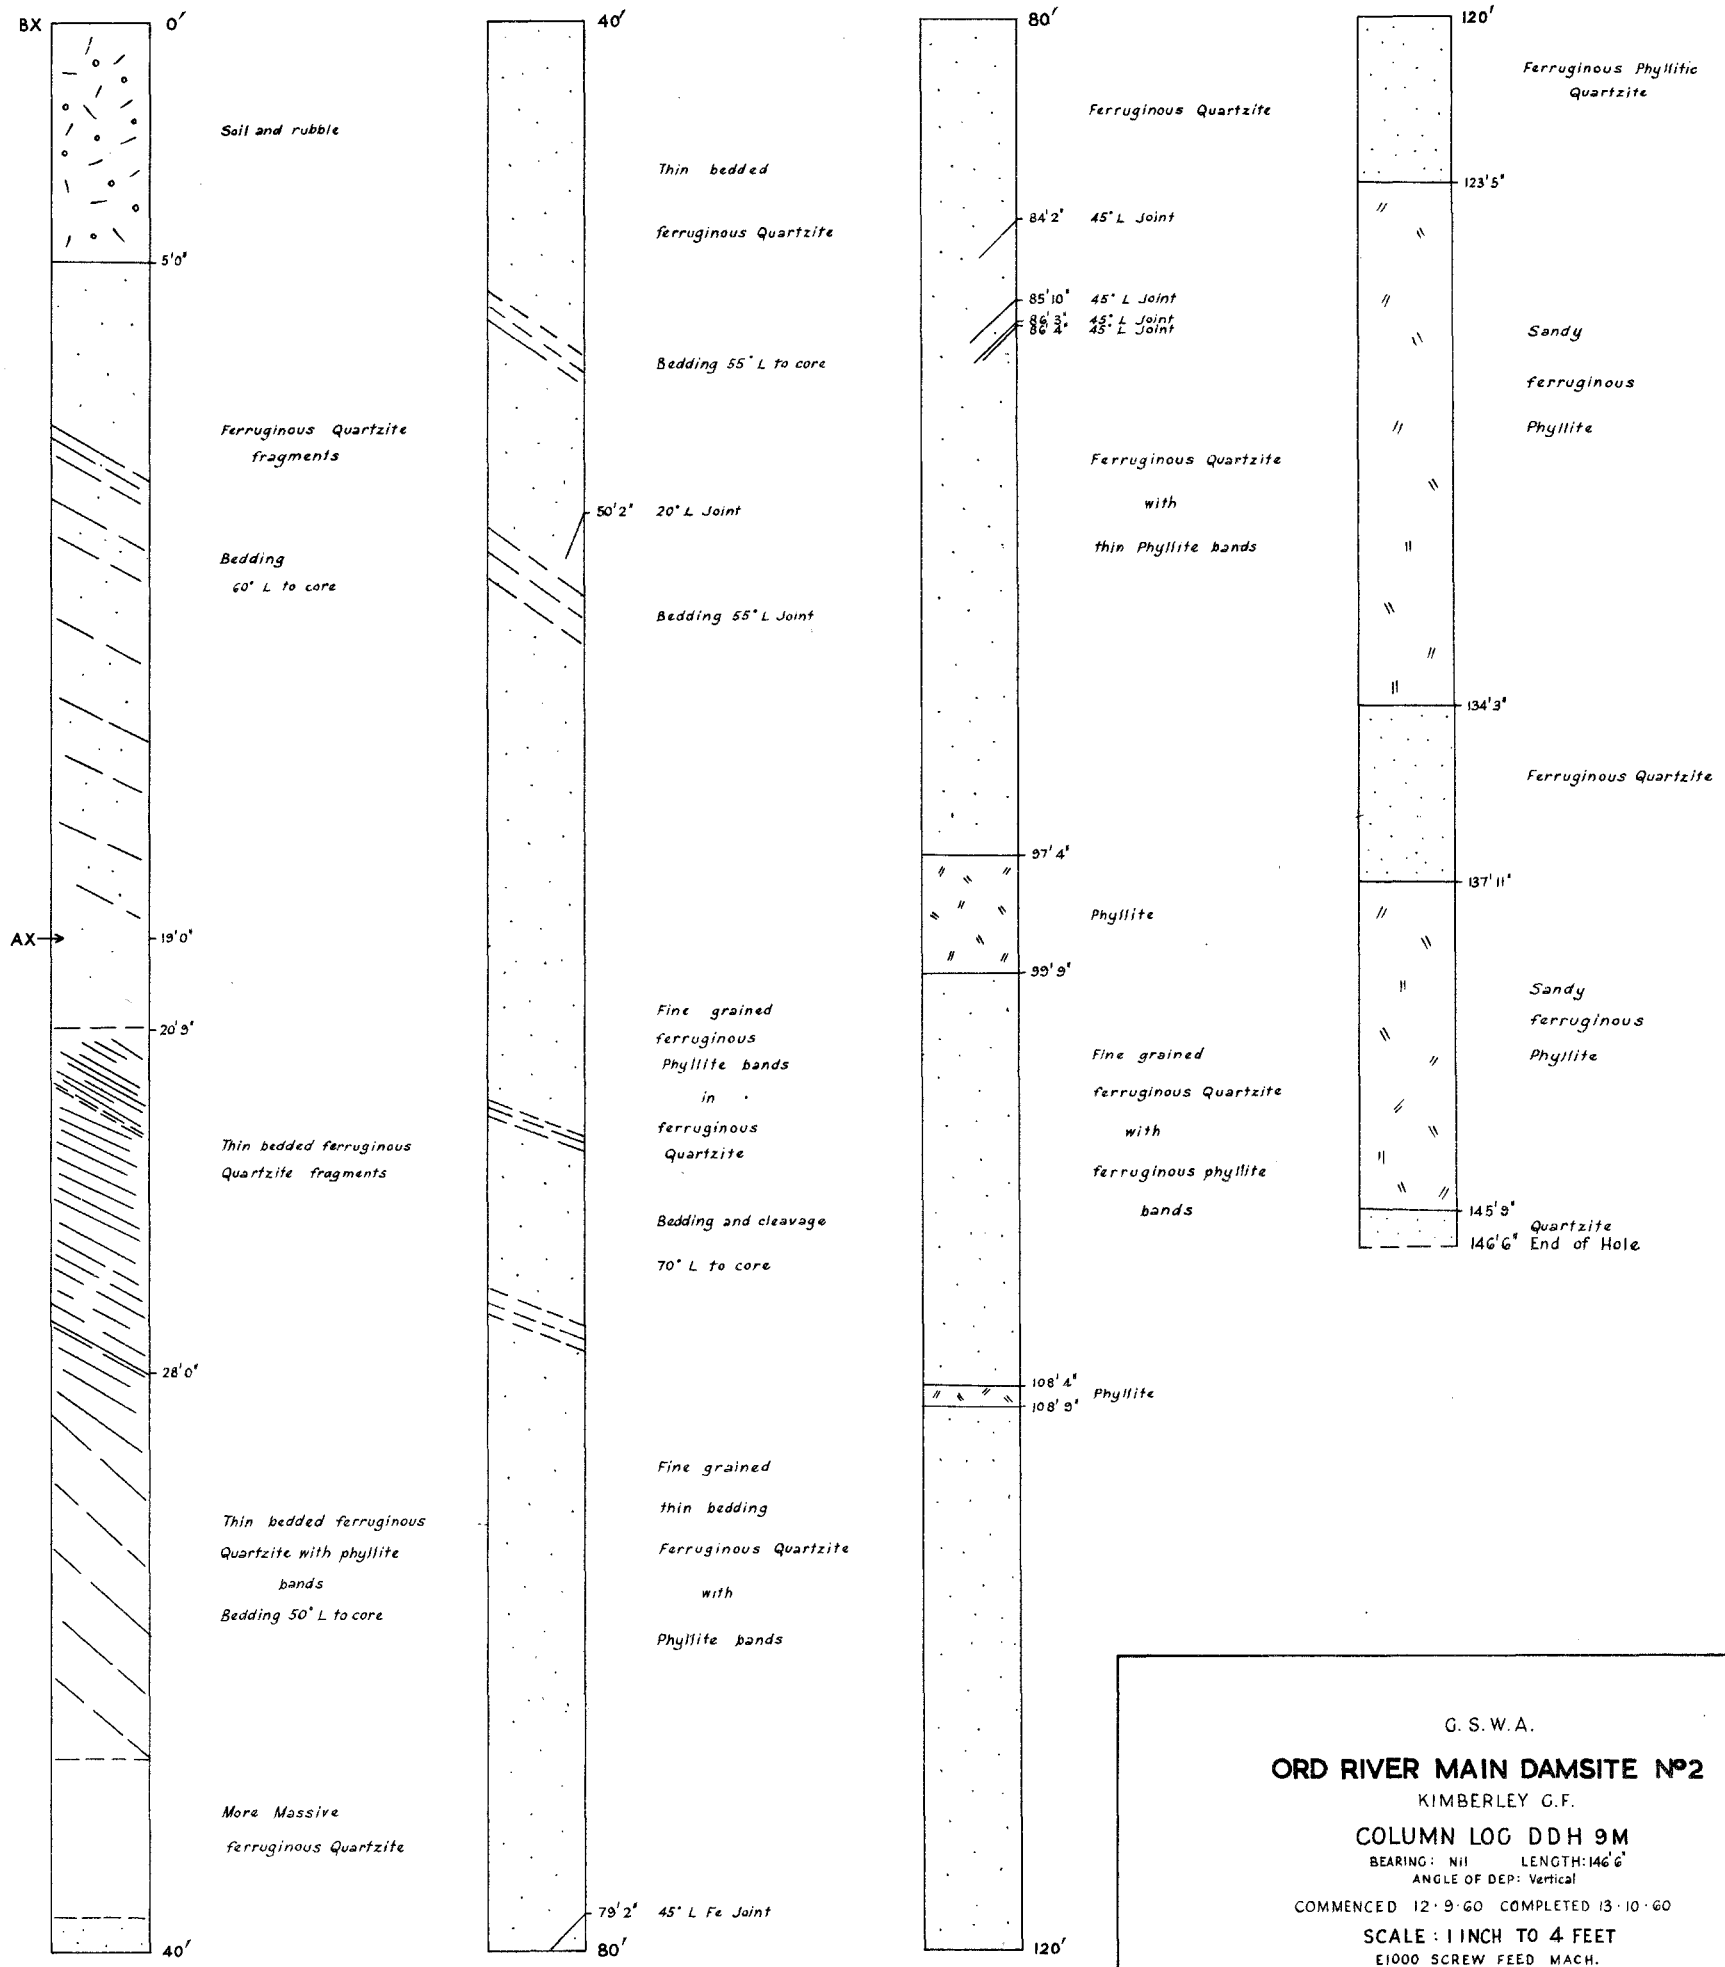 BX
0′
Soil and rubble
5'0"
Ferruginous Quartzite
fragments
Bedding
60° L to core
AX
19'0"
20'9"
Thin bedded ferruginous
Quartzite fragments
28'0"
Thin bedded ferruginous
Quartzite with phyllite
bands
Bedding 50° L to core
More Massive
ferruginous Quartzite
40′
40′
Thin bedded
ferruginous Quartzite
Bedding 55° L to core
50'2" 20° L Joint
Bedding 55° L Joint
Fine grained
ferruginous
Phyllite bands
in
ferruginous
Quartzite
Bedding and cleavage
70° L to core
Fine grained
thin bedding
Ferruginous Quartzite
with
Phyllite bands
79'2" 45° L Fe Joint
80′
80′
Ferruginous Quartzite
84'2" 45° L Joint
85'10" 45° L Joint
86'3" 45° L Joint
86'4" 45° L Joint
Ferruginous Quartzite
with
thin Phyllite bands
97'4"
Phyllite
99'9"
Fine grained
ferruginous Quartzite
with
ferruginous phyllite
bands
108'4"
Phyllite
108'9"
120′
120′
Ferruginous Phyllitic
Quartzite
123'5"
Sandy
ferruginous
Phyllite
134'3"
Ferruginous Quartzite
137'11"
Sandy
ferruginous
Phyllite
145'9"
Quartzite
146'6" End of Hole
G.S.W.A.
ORD RIVER MAIN DAMSITE Nº2
KIMBERLEY G.F.
COLUMN LOG DDH 9M
BEARING: Nil LENGTH: 146'6"
ANGLE OF DEP: Vertical
COMMENCED 12·9·60 COMPLETED 13·10·60
SCALE: 1 INCH TO 4 FEET
E1000 SCREW FEED MACH.